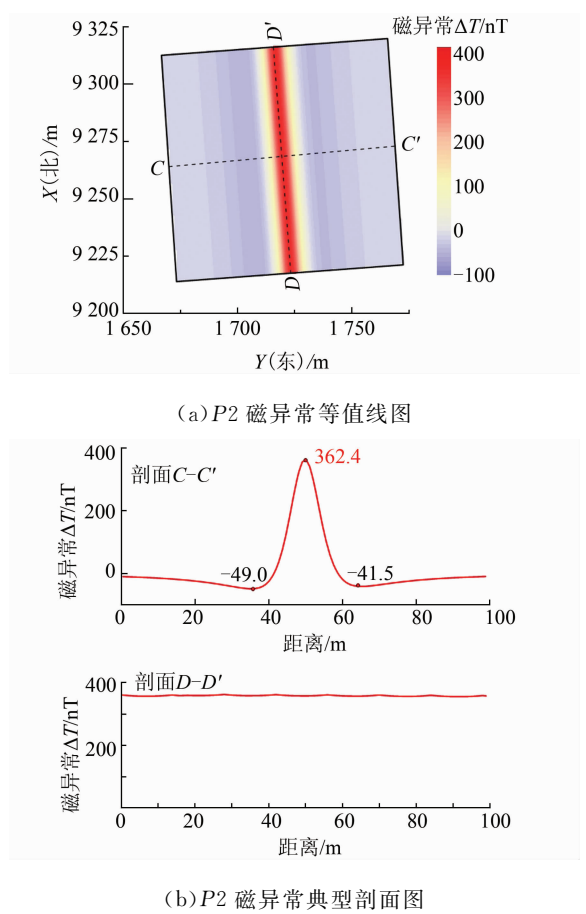 磁异常ΔT/nT
9 325
9 300
9 275
9 250
9 225
9 200
X(北)/m
D′
C
C′
D
400
300
200
100
0
−100
1 650
1 700
1 750
Y(东)/m
(a)P2 磁异常等值线图
400
200
0
磁异常ΔT/nT
剖面C–C′
362.4
−49.0
−41.5
0
20
40
60
80
100
距离/m
400
200
磁异常ΔT/nT
剖面D–D′
0
20
40
60
80
100
距离/m
(b)P2 磁异常典型剖面图